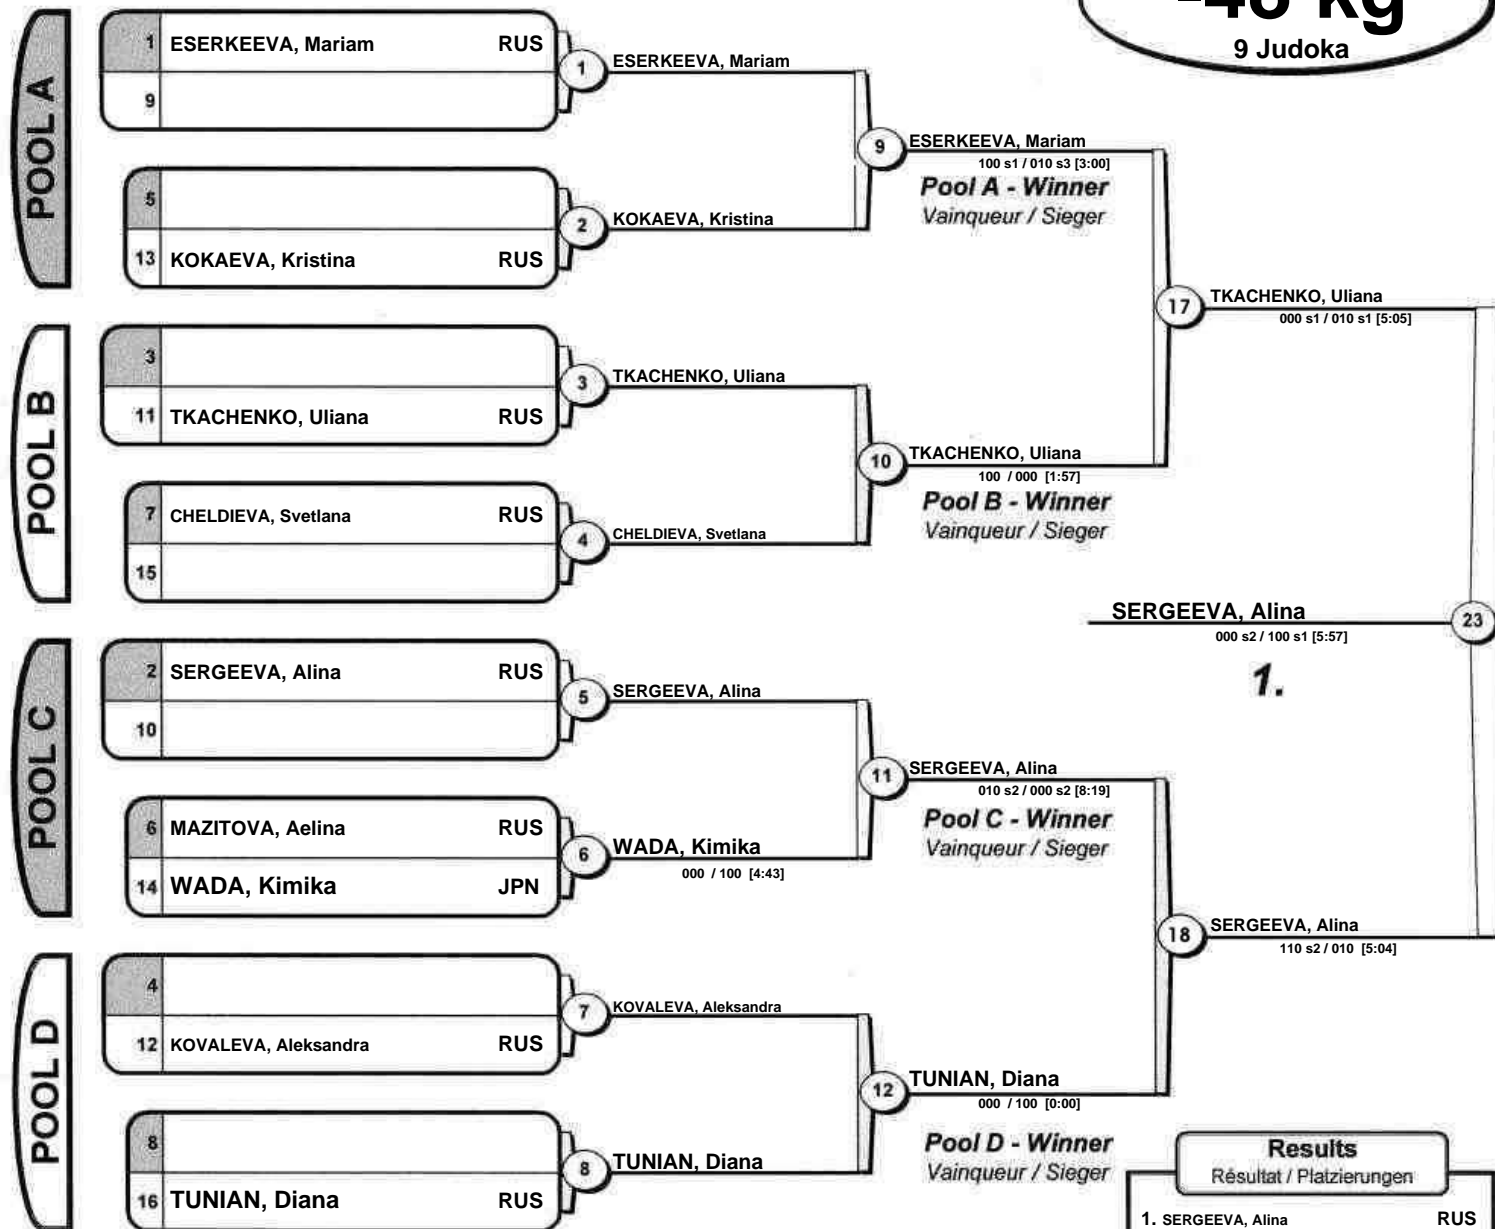 -48 kg
9 Judoka
POOL A
1 ESERKEEVA, Mariam RUS
9
5
13 KOKAEVA, Kristina RUS
1 ESERKEEVA, Mariam
2 KOKAEVA, Kristina
9 ESERKEEVA, Mariam
100 s1 / 010 s3 [3:00]
Pool A - Winner
Vainqueur / Sieger
POOL B
3
11 TKACHENKO, Uliana RUS
7 CHELDIEVA, Svetlana RUS
15
3 TKACHENKO, Uliana
4 CHELDIEVA, Svetlana
10 TKACHENKO, Uliana
100 / 000 [1:57]
Pool B - Winner
Vainqueur / Sieger
17 TKACHENKO, Uliana
000 s1 / 010 s1 [5:05]
SERGEEVA, Alina 23
000 s2 / 100 s1 [5:57]
1.
POOL C
2 SERGEEVA, Alina RUS
10
6 MAZITOVA, Aelina RUS
14 WADA, Kimika JPN
5 SERGEEVA, Alina
6 WADA, Kimika
000 / 100 [4:43]
11 SERGEEVA, Alina
010 s2 / 000 s2 [8:19]
Pool C - Winner
Vainqueur / Sieger
18 SERGEEVA, Alina
110 s2 / 010 [5:04]
POOL D
4
12 KOVALEVA, Aleksandra RUS
8
16 TUNIAN, Diana RUS
7 KOVALEVA, Aleksandra
8 TUNIAN, Diana
12 TUNIAN, Diana
000 / 100 [0:00]
Pool D - Winner
Vainqueur / Sieger
Results
Résultat / Platzierungen
1. SERGEEVA, Alina RUS